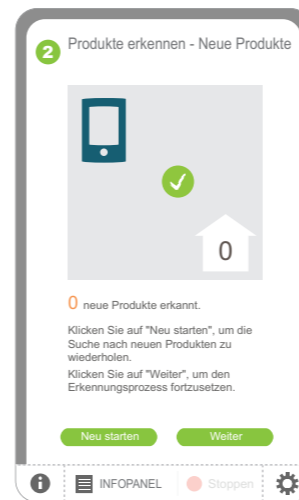 2
Produkte erkennen - Neue Produkte
0
0 neue Produkte erkannt.
Klicken Sie auf "Neu starten", um die
Suche nach neuen Produkten zu
wiederholen.
Klicken Sie auf "Weiter", um den
Erkennungsprozess fortzusetzen.
Neu starten
Weiter
INFOPANEL
Stoppen